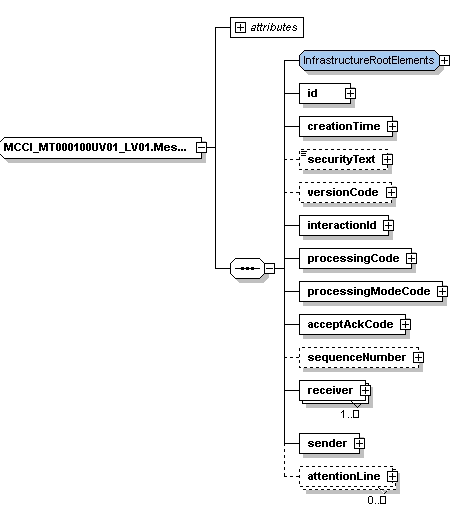 attributes
InfrastructureRootElements
id
creationTime
MCCI_MT000100UV01_LV01.Mes...
securityText
versionCode
interactionId
processingCode
processingModeCode
acceptAckCode
sequenceNumber
receiver
1..
sender
attentionLine
0..